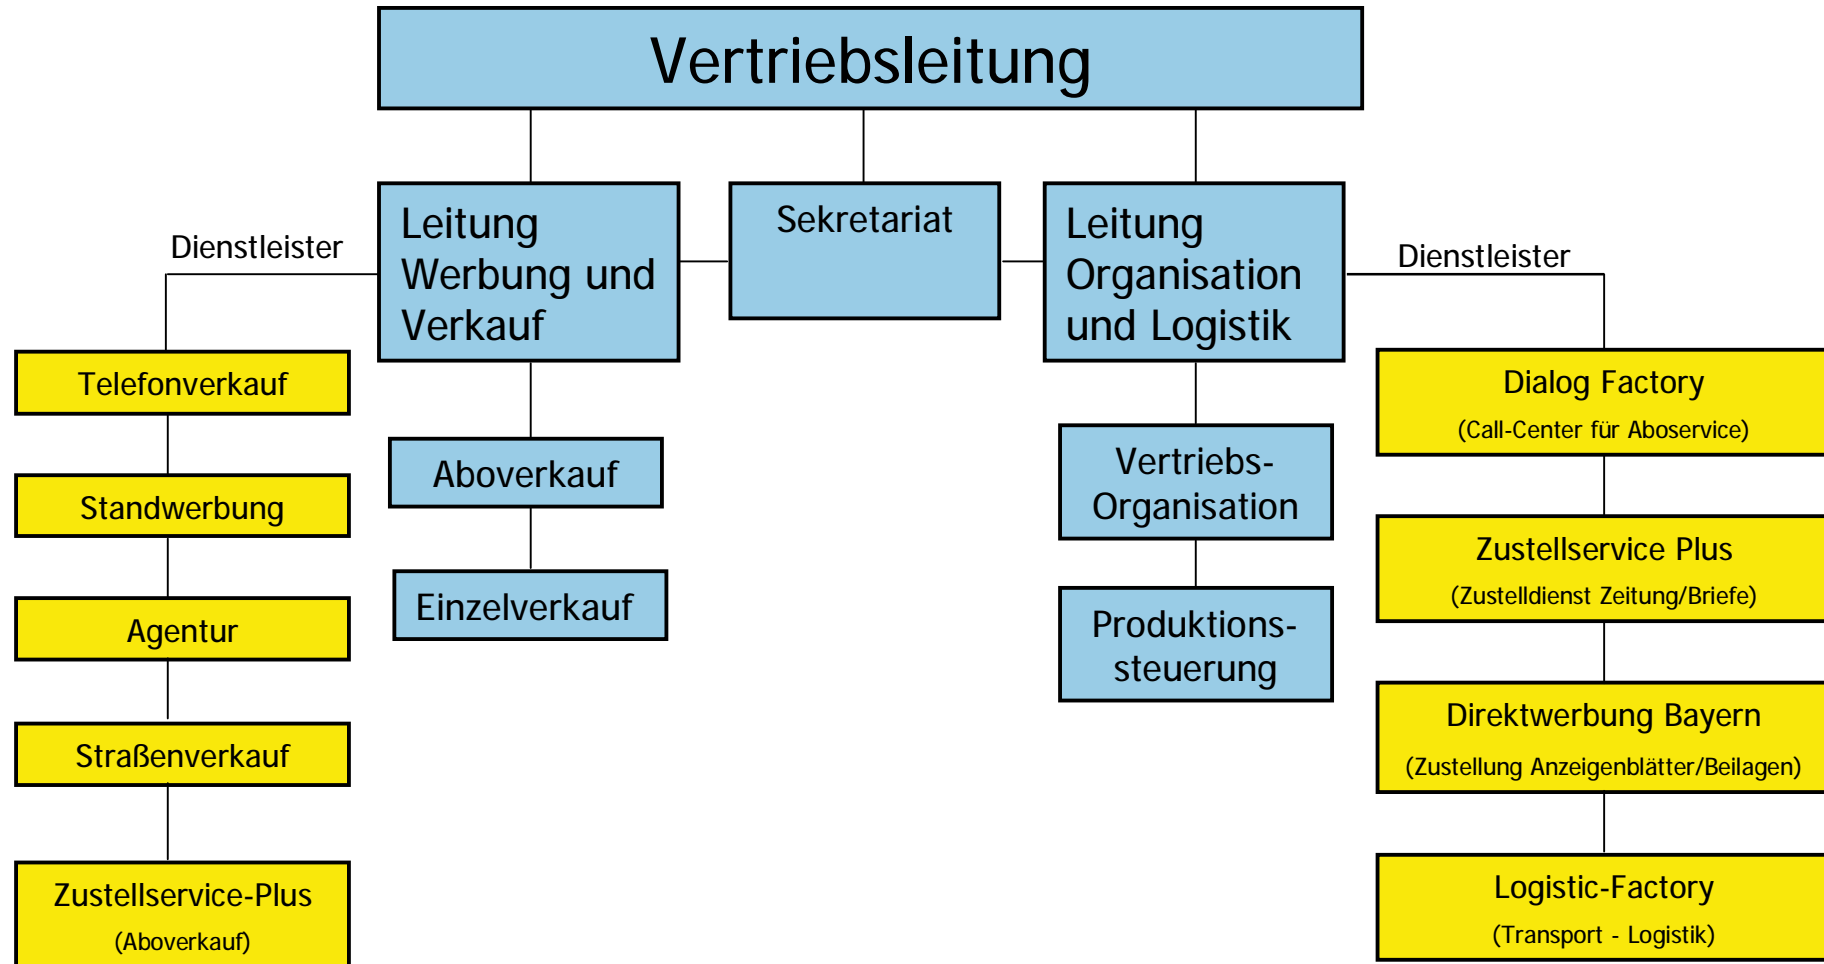 Vertriebsleitung
Dienstleister
Leitung
Werbung und
Verkauf
Sekretariat
Leitung
Organisation
und Logistik
Dienstleister
Telefonverkauf
Standwerbung
Agentur
Straßenverkauf
Zustellservice-Plus
(Aboverkauf)
Aboverkauf
Einzelverkauf
Vertriebs-
Organisation
Produktions-
steuerung
Dialog Factory
(Call-Center für Aboservice)
Zustellservice Plus
(Zustelldienst Zeitung/Briefe)
Direktwerbung Bayern
(Zustellung Anzeigenblätter/Beilagen)
Logistic-Factory
(Transport - Logistik)